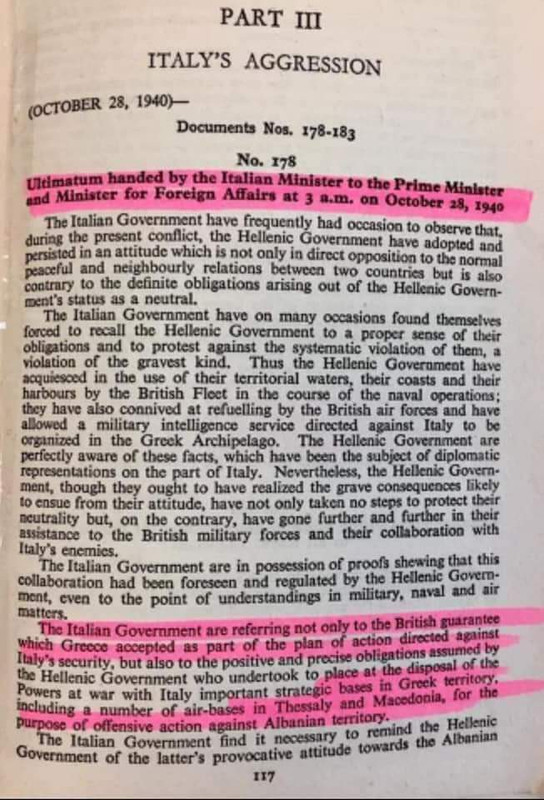 PART III
ITALY'S AGGRESSION
(OCTOBER 28, 1940)—
Documents Nos. 178-183
No. 178
Ultimatum handed by the Italian Minister to the Prime Minister
and Minister for Foreign Affairs at 3 a.m. on October 28, 1940
The Italian Government have frequently had occasion to observe that,
during the present conflict, the Hellenic Government have adopted and
persisted in an attitude which is not only in direct opposition to the normal
peaceful and neighbourly relations between two countries but is also
contrary to the definite obligations arising out of the Hellenic Govern-
ment's status as a neutral.
The Italian Government have on many occasions found themselves
forced to recall the Hellenic Government to a proper sense of their
obligations and to protest against the systematic violation of them, a
violation of the gravest kind. Thus the Hellenic Government have
acquiesced in the use of their territorial waters, their coasts and their
harbours by the British Fleet in the course of the naval operations;
they have also connived at refuelling by the British air forces and have
allowed a military intelligence service directed against Italy to be
organized in the Greek Archipelago. The Hellenic Government are
perfectly aware of these facts, which have been the subject of diplomatic
representations on the part of Italy. Nevertheless, the Hellenic Govern-
ment, though they ought to have realized the grave consequences likely
to ensue from their attitude, have not only taken no steps to protect their
neutrality but, on the contrary, have gone further and further in their
assistance to the British military forces and their collaboration with
Italy's enemies.
The Italian Government are in possession of proofs shewing that this
collaboration had been foreseen and regulated by the Hellenic Govern-
ment, even to the point of understandings in military, naval and air
matters.
The Italian Government are referring not only to the British guarantee
which Greece accepted as part of the plan of action directed against
Italy's security, but also to the positive and precise obligations assumed by
the Hellenic Government who undertook to place at the disposal of the
Powers at war with Italy important strategic bases in Greek territory,
including a number of air-bases in Thessaly and Macedonia, for the
purpose of offensive action against Albanian territory.
The Italian Government find it necessary to remind the Hellenic
Government of the latter's provocative attitude towards the Albanian
117